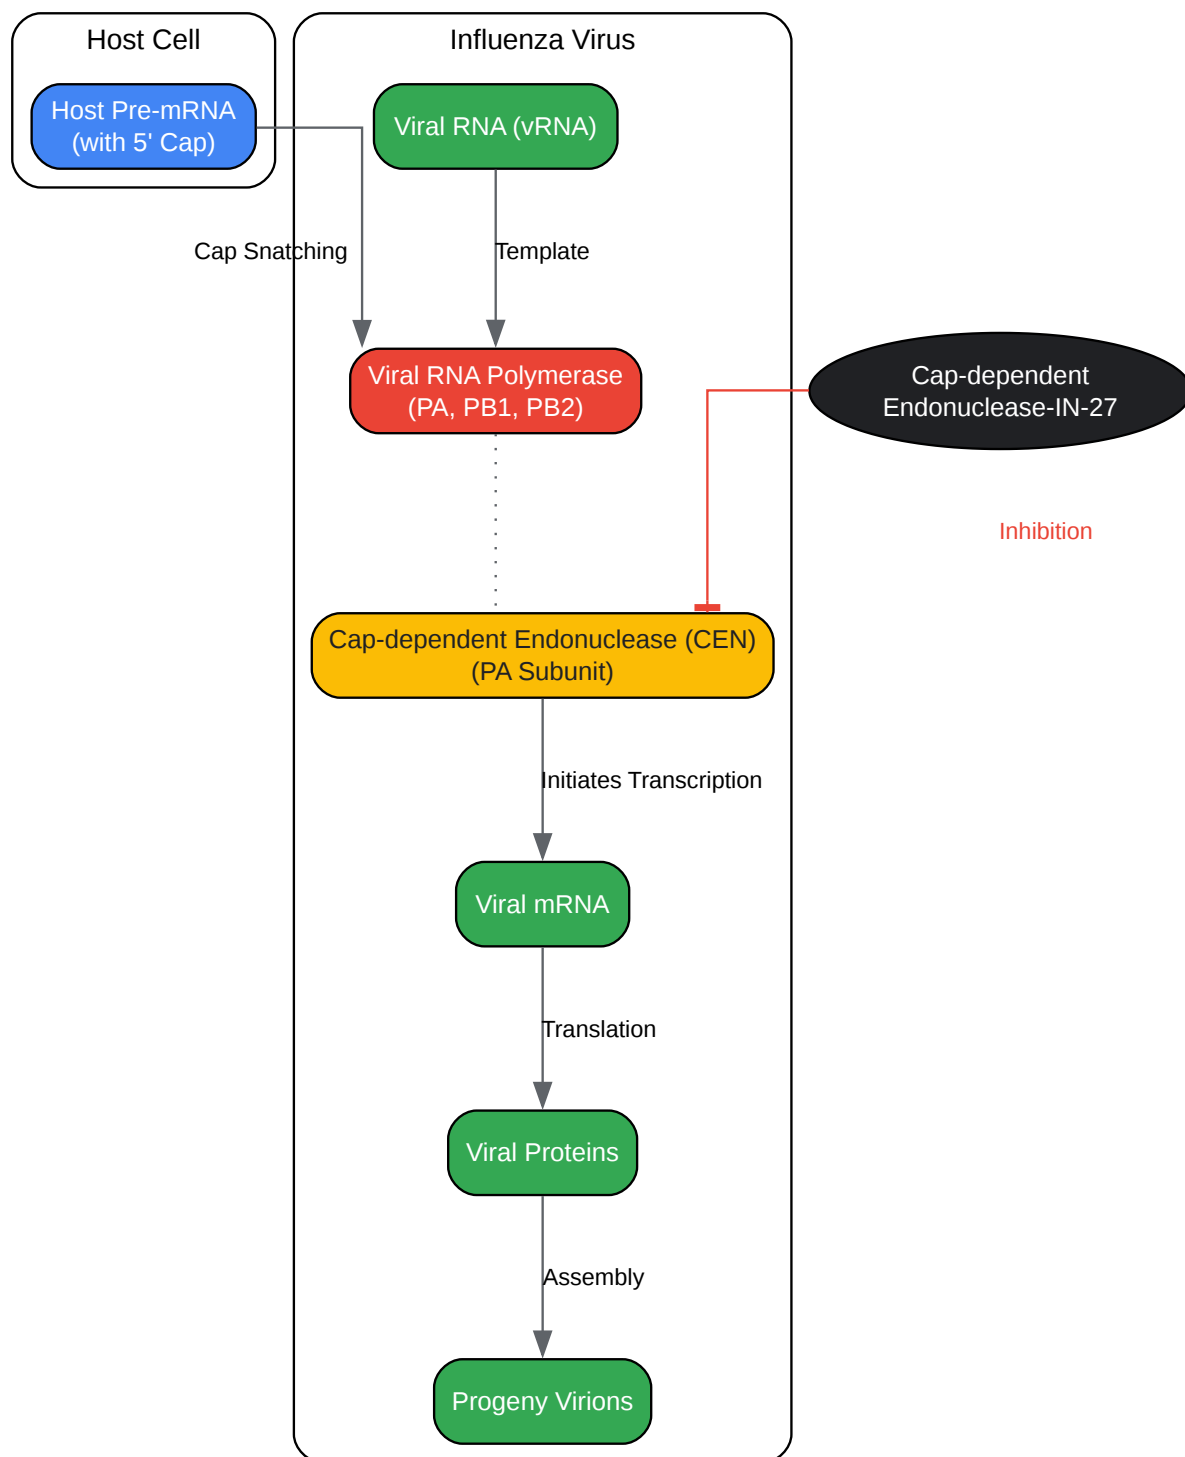 Host Cell
Influenza Virus
Host Pre-mRNA
(with 5' Cap)
Viral RNA (vRNA)
Cap Snatching
Template
Viral RNA Polymerase
(PA, PB1, PB2)
Cap-dependent
Endonuclease-IN-27
Inhibition
Cap-dependent Endonuclease (CEN)
(PA Subunit)
Initiates Transcription
Viral mRNA
Translation
Viral Proteins
Assembly
Progeny Virions